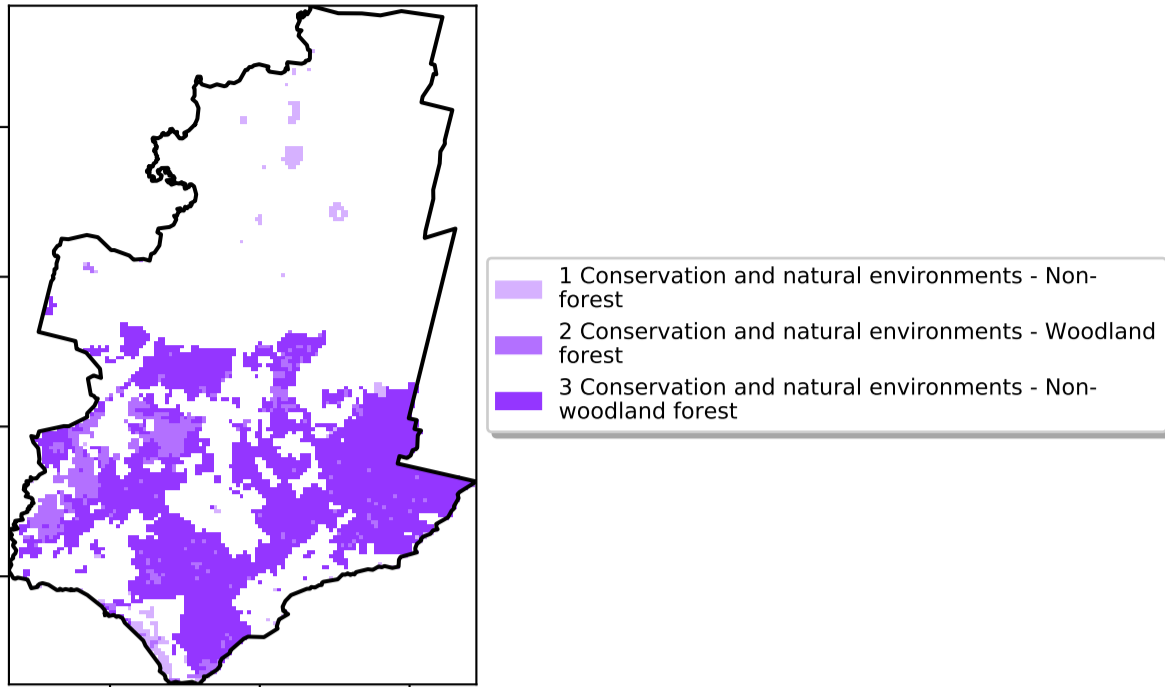 1 Conservation and natural environments - Non-
forest
2 Conservation and natural environments - Woodland
forest
3 Conservation and natural environments - Non-
woodland forest